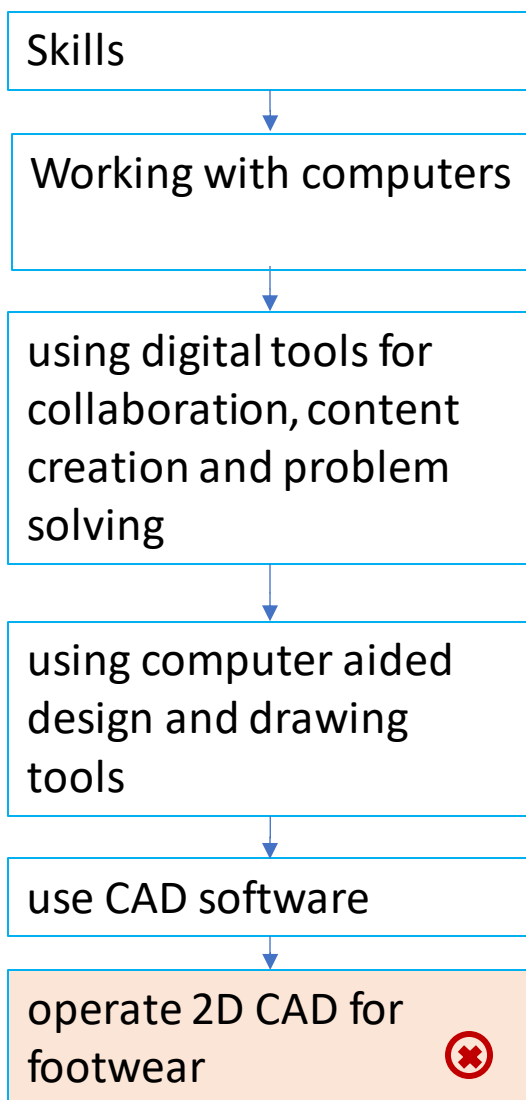 Skills
Working with computers
using digital tools for
collaboration, content
creation and problem
solving
using computer aided
design and drawing
tools
use CAD software
operate 2D CAD for
footwear